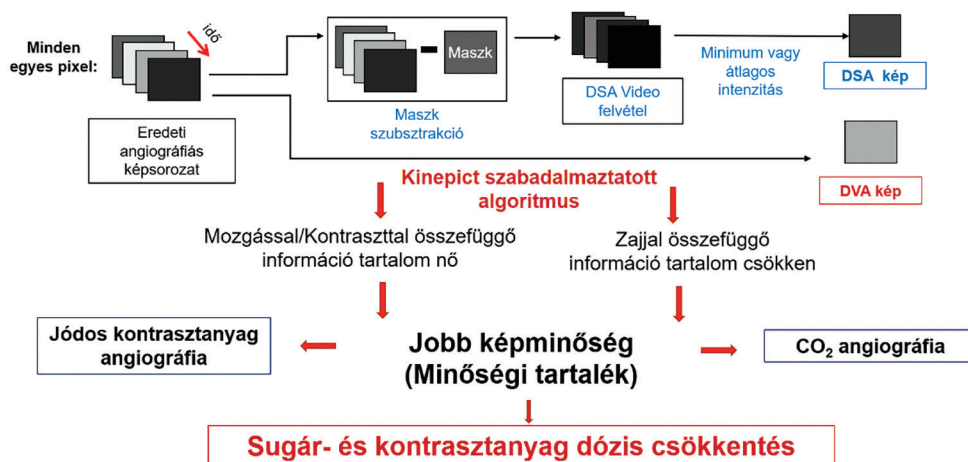 Minden
egyes pixel:
idő
Eredeti
angiográfiás
képsorozat
Maszk
Maszk
szubsztrakció
DSA Video
felvétel
Minimum vagy
átlagos
intenzitás
DSA kép
DVA kép
Kinepict szabadalmaztatott
algoritmus
Mozgással/Kontraszttal összefüggő
információ tartalom nő
Zajjal összefüggő
információ tartalom csökken
Jódos kontrasztanyag
angiográfia
Jobb képminőség
(Minőségi tartalék)
CO₂ angiográfia
Sugár- és kontrasztanyag dózis csökkentés